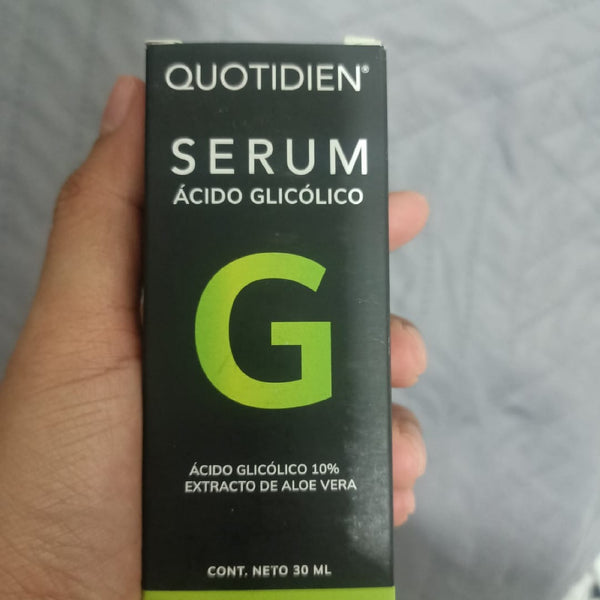 QUOTIDIEN®
SERUM
ÁCIDO GLICÓLICO
G
ÁCIDO GLICÓLICO 10%
EXTRACTO DE ALOE VERA
CONT. NETO 30 ML